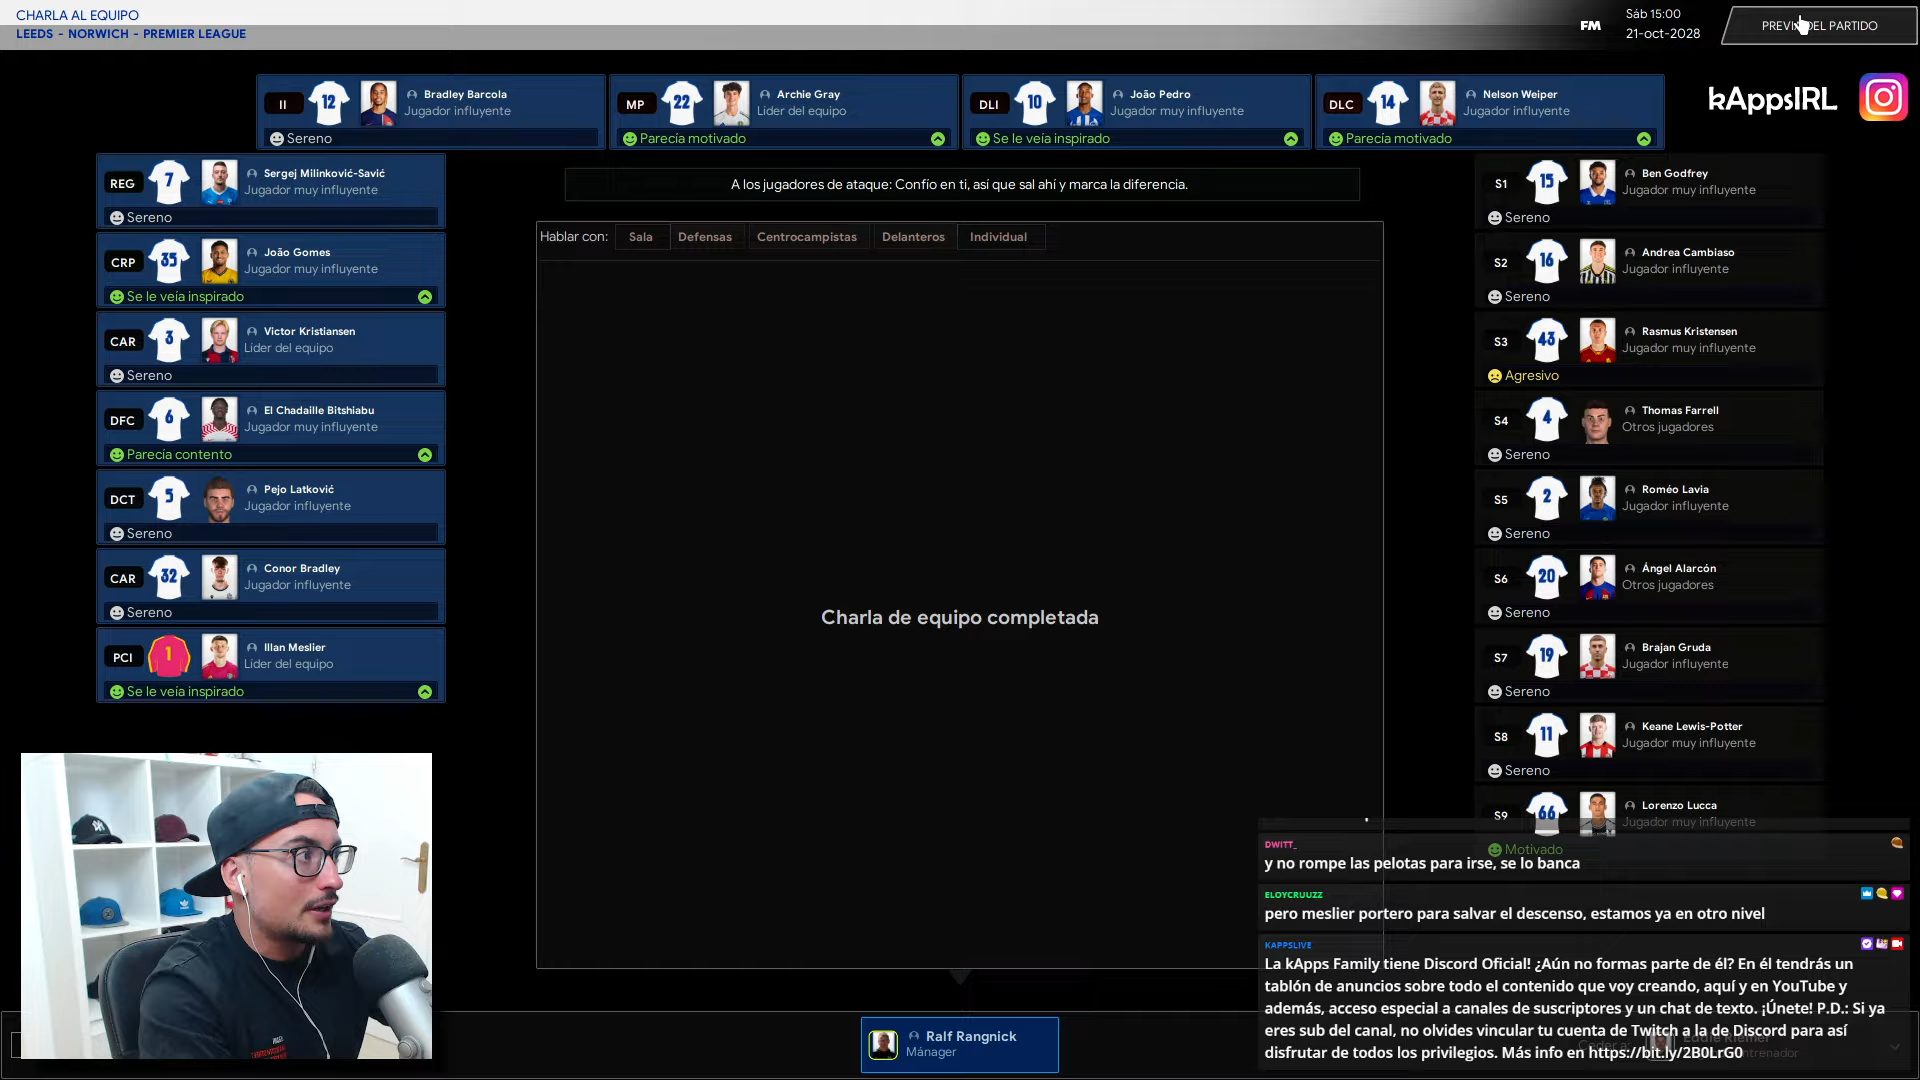 CHARLA AL EQUIPO
LEEDS - NORWICH - PREMIER LEAGUE
FM
Sáb 15:00
21-oct-2028
PREVIA DEL PARTIDO
kAppsIRL
II
12
Bradley Barcola
Jugador influyente
Sereno
MP
22
Archie Gray
Líder del equipo
Parecía motivado
DLI
10
João Pedro
Jugador muy influyente
Se le veía inspirado
DLC
14
Nelson Weiper
Jugador influyente
Parecía motivado
REG
7
Sergej Milinković-Savić
Jugador muy influyente
Sereno
CRP
35
João Gomes
Jugador muy influyente
Se le veía inspirado
CAR
3
Victor Kristiansen
Líder del equipo
Sereno
DFC
6
El Chadaille Bitshiabu
Jugador muy influyente
Parecía contento
DCT
5
Pejo Latković
Jugador influyente
Sereno
CAR
32
Conor Bradley
Jugador influyente
Sereno
PCI
1
Illan Meslier
Líder del equipo
Se le veía inspirado
A los jugadores de ataque: Confío en ti, así que sal ahí y marca la diferencia.
Hablar con: Sala Defensas Centrocampistas Delanteros Individual
Charla de equipo completada
S1
15
Ben Godfrey
Jugador muy influyente
Sereno
S2
16
Andrea Cambiaso
Jugador influyente
Sereno
S3
43
Rasmus Kristensen
Jugador muy influyente
Agresivo
S4
4
Thomas Farrell
Otros jugadores
Sereno
S5
2
Roméo Lavia
Jugador influyente
Sereno
S6
20
Ángel Alarcón
Otros jugadores
Sereno
S7
19
Brajan Gruda
Jugador influyente
Sereno
S8
11
Keane Lewis-Potter
Jugador muy influyente
Sereno
S9
66
Lorenzo Lucca
Jugador muy influyente
Motivado
DWITT_
y no rompe las pelotas para irse, se lo banca
ELOYCRUUZZ
pero meslier portero para salvar el descenso, estamos ya en otro nivel
KAPPSLIVE
La kApps Family tiene Discord Oficial! ¿Aún no formas parte de él? En él tendrás un
tablón de anuncios sobre todo el contenido que voy creando, aquí y en YouTube y
además, acceso especial a canales de suscriptores y un chat de texto. ¡Únete! P.D.: Si ya
eres sub del canal, no olvides vincular tu cuenta de Twitch a la de Discord para así
disfrutar de todos los privilegios. Más info en https://bit.ly/2B0LrG0
Ralf Rangnick
Mánager